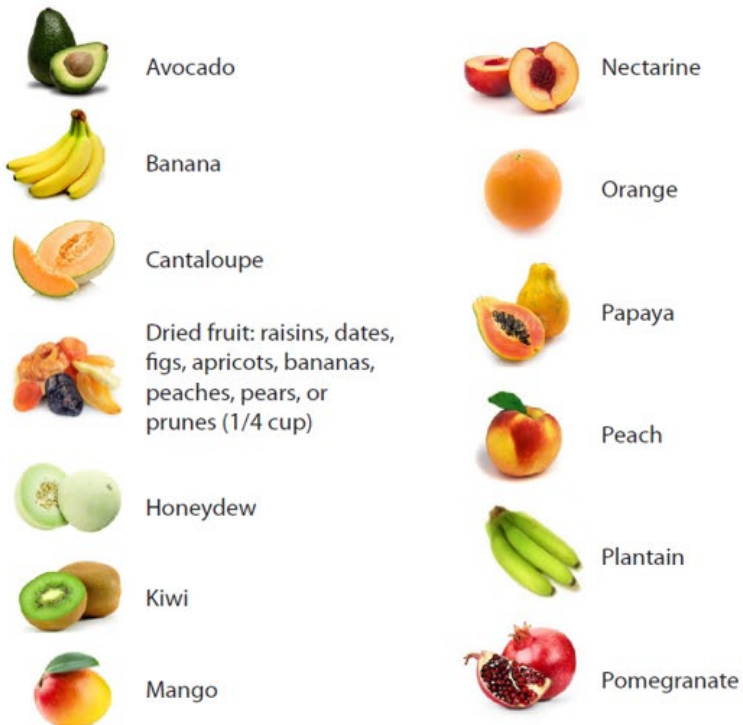 Avocado
Banana
Cantaloupe
Dried fruit: raisins, dates,
figs, apricots, bananas,
peaches, pears, or
prunes (1/4 cup)
Honeydew
Kiwi
Mango
Nectarine
Orange
Papaya
Peach
Plantain
Pomegranate